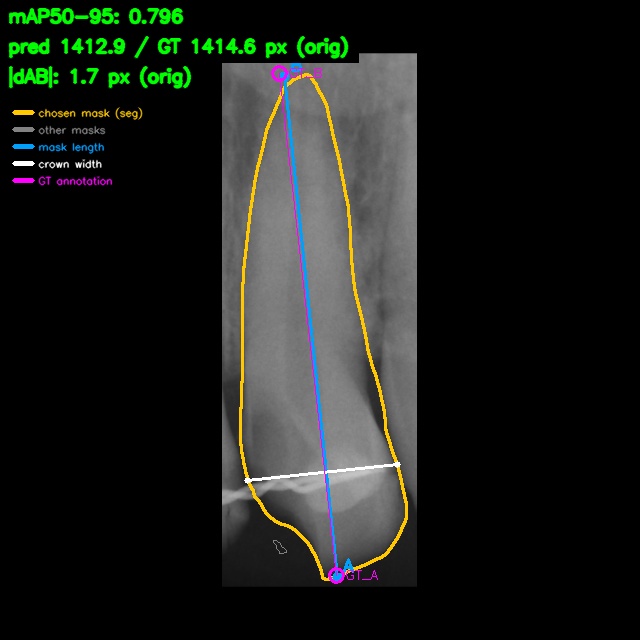 mAP50-95: 0.796
pred 1412.9 / GT 1414.6 px (orig)
|dAB|: 1.7 px (orig)
chosen mask (seg)
other masks
mask length
crown width
GT annotation
A
GT_A